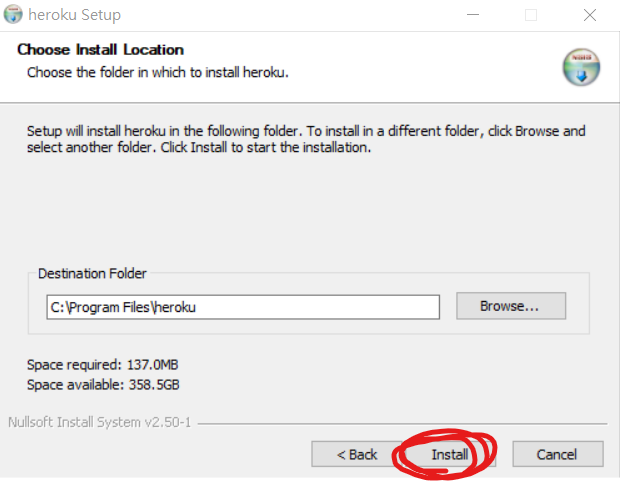 heroku Setup
Choose Install Location
Choose the folder in which to install heroku.
Setup will install heroku in the following folder. To install in a different folder, click Browse and
select another folder. Click Install to start the installation.
Destination Folder
C:\Program Files\heroku
Browse...
Space required: 137.0MB
Space available: 358.5GB
Nullsoft Install System v2.50-1
< Back
Install
Cancel